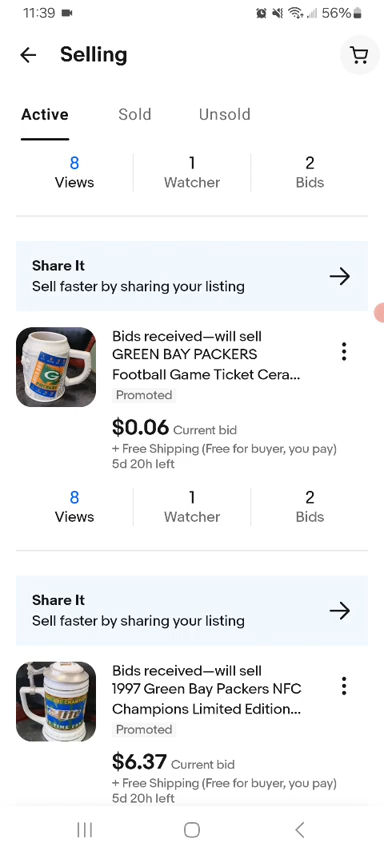 11:39 56%
Selling
Active Sold Unsold
8 1 2
Views Watcher Bids
Share It
Sell faster by sharing your listing
Bids received—will sell
GREEN BAY PACKERS
Football Game Ticket Cera...
Promoted
$0.06 Current bid
+ Free Shipping (Free for buyer, you pay)
5d 20h left
8 1 2
Views Watcher Bids
Share It
Sell faster by sharing your listing
Bids received—will sell
1997 Green Bay Packers NFC
Champions Limited Edition...
Promoted
$6.37 Current bid
+ Free Shipping (Free for buyer, you pay)
5d 20h left